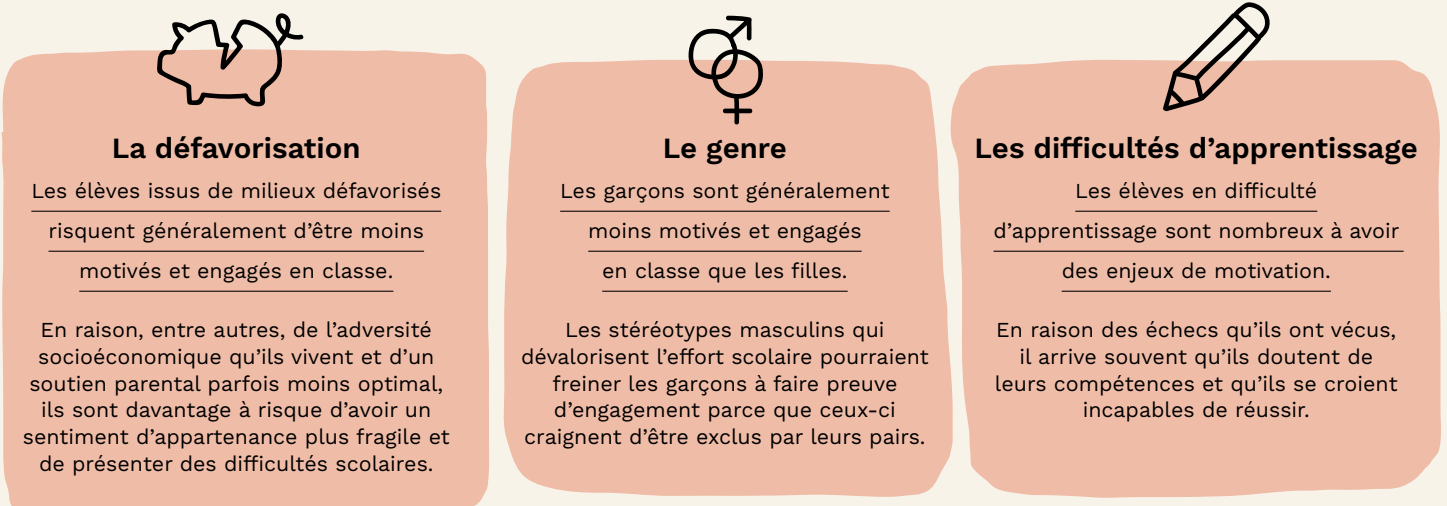 La défavorisation
Les élèves issus de milieux défavorisés
risquent généralement d’être moins
motivés et engagés en classe.
En raison, entre autres, de l’adversité
socioéconomique qu’ils vivent et d’un
soutien parental parfois moins optimal,
ils sont davantage à risque d’avoir un
sentiment d’appartenance plus fragile et
de présenter des difficultés scolaires.
Le genre
Les garçons sont généralement
moins motivés et engagés
en classe que les filles.
Les stéréotypes masculins qui
dévalorisent l’effort scolaire pourraient
freiner les garçons à faire preuve
d’engagement parce que ceux-ci
craignent d’être exclus par leurs pairs.
Les difficultés d’apprentissage
Les élèves en difficulté
d’apprentissage sont nombreux à avoir
des enjeux de motivation.
En raison des échecs qu’ils ont vécus,
il arrive souvent qu’ils doutent de
leurs compétences et qu’ils se croient
incapables de réussir.